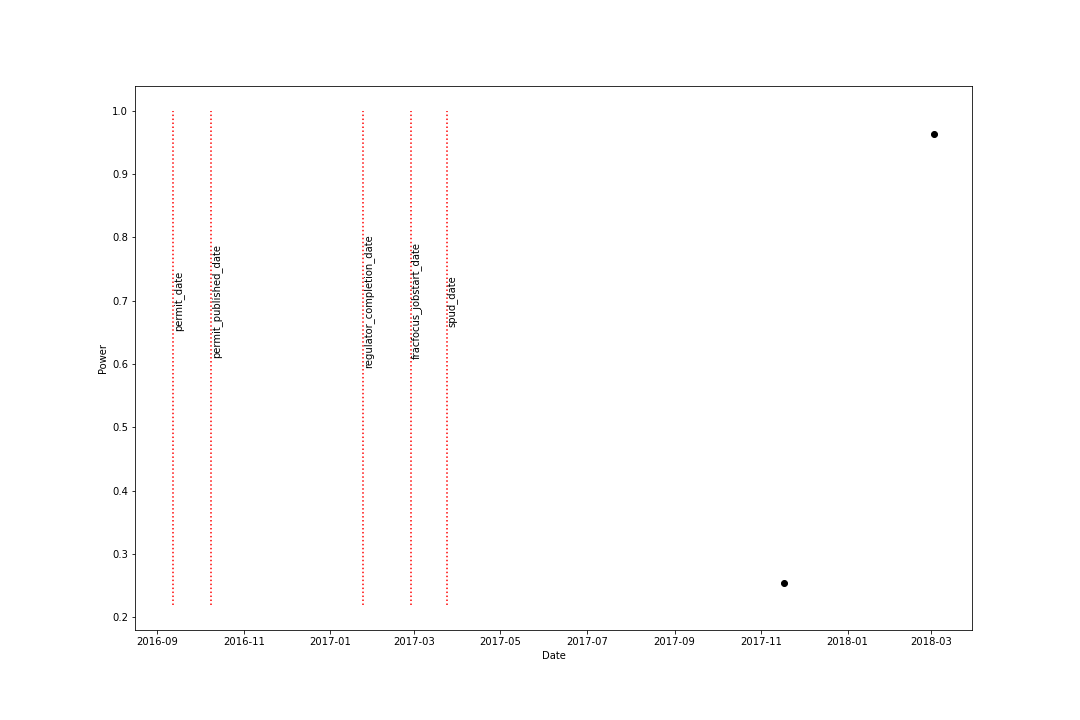 1.0
0.9
0.8
0.7
0.6
0.5
0.4
0.3
0.2
Power
permit_date
permit_published_date
regulator_completion_date
fracfocus_jobstart_date
spud_date
2016-09 2016-11 2017-01 2017-03 2017-05 2017-07 2017-09 2017-11 2018-01 2018-03
Date